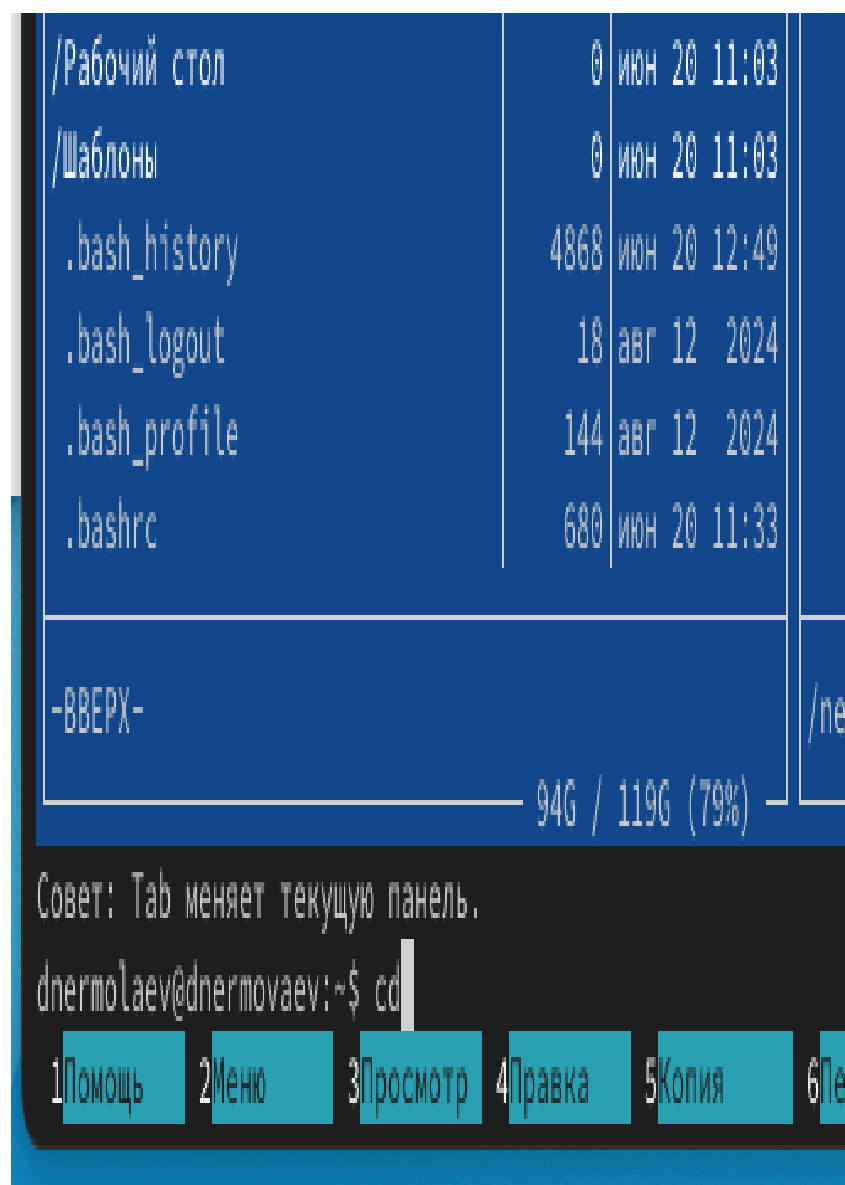 /Рабочий стол 0 июн 20 11:03
/Шаблоны 0 июн 20 11:03
.bash_history 4868 июн 20 12:49
.bash_logout 18 авг 12 2024
.bash_profile 144 авг 12 2024
.bashrc 680 июн 20 11:33
-ВВЕРХ- /ne
94G / 119G (79%)
Совет: Tab меняет текущую панель.
dnermolaev@dnermovaev:~$ cd
1Помощь 2Меню 3Просмотр 4Правка 5Копия 6Пе